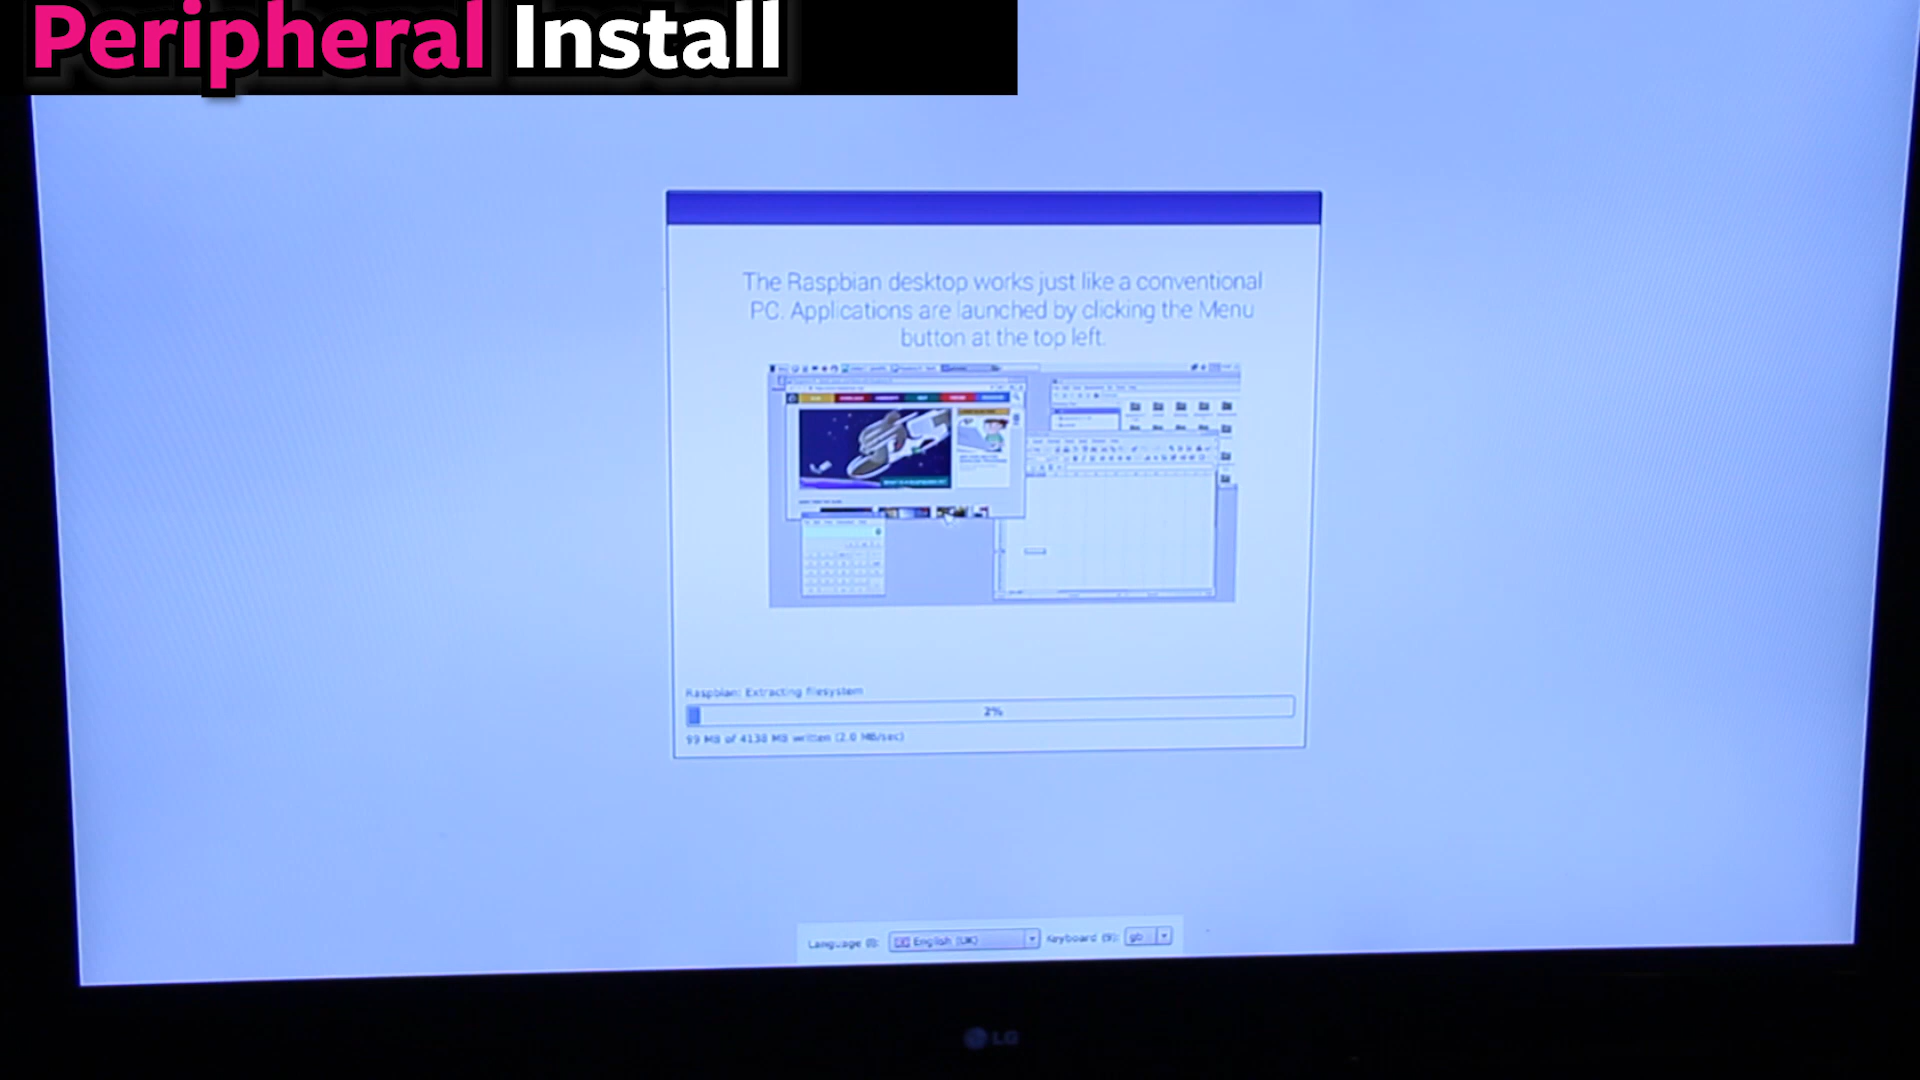 Peripheral Install
The Raspbian desktop works just like a conventional
PC. Applications are launched by clicking the Menu
button at the top left.
Raspbian: Extracting filesystem
2%
99 MB of 4138 MB written (2.0 MB/sec)
Language (l): English (UK) Keyboard (9): gb
LG